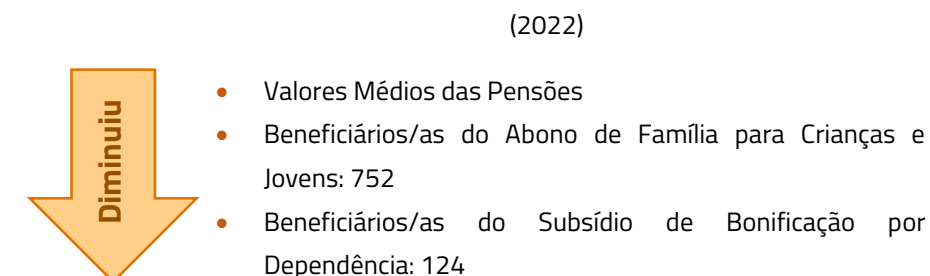 (2022)
Diminuiu
• Valores Médios das Pensões
• Beneficiários/as do Abono de Família para Crianças e
Jovens: 752
• Beneficiários/as do Subsídio de Bonificação por
Dependência: 124